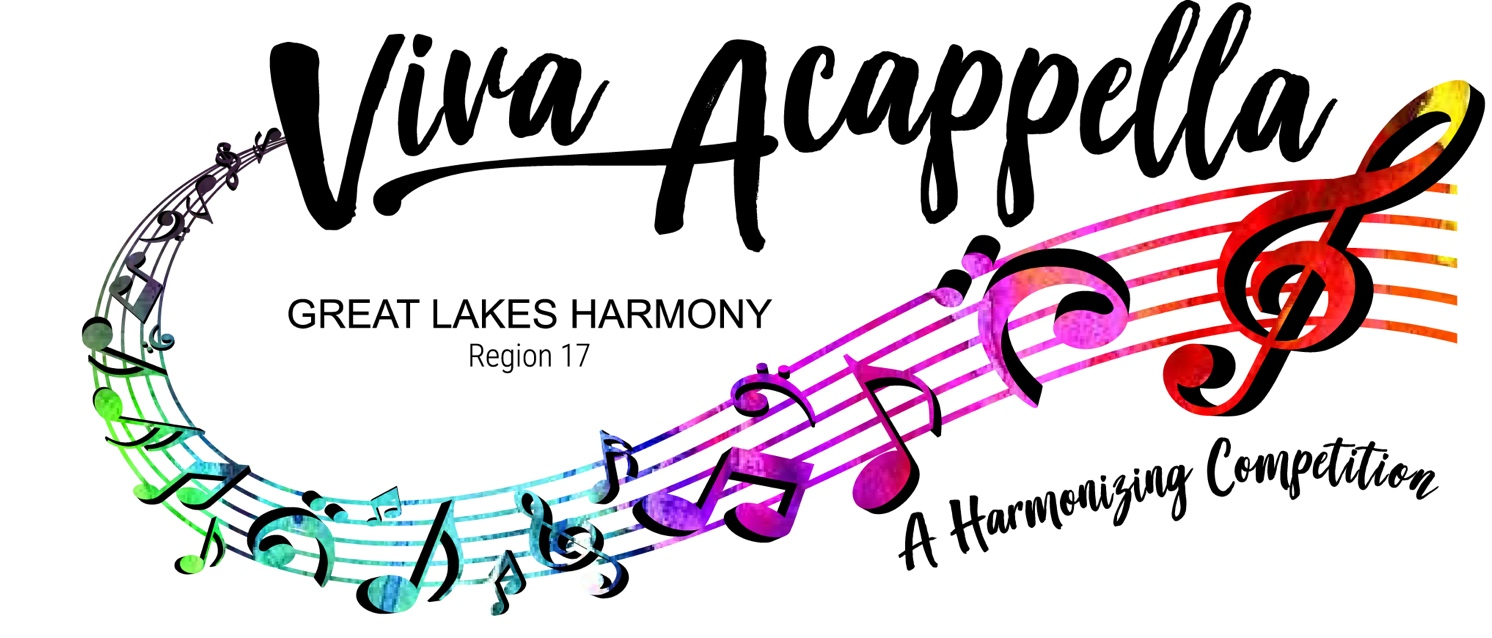 Viva Acappella
GREAT LAKES HARMONY
Region 17
A Harmonizing Competition